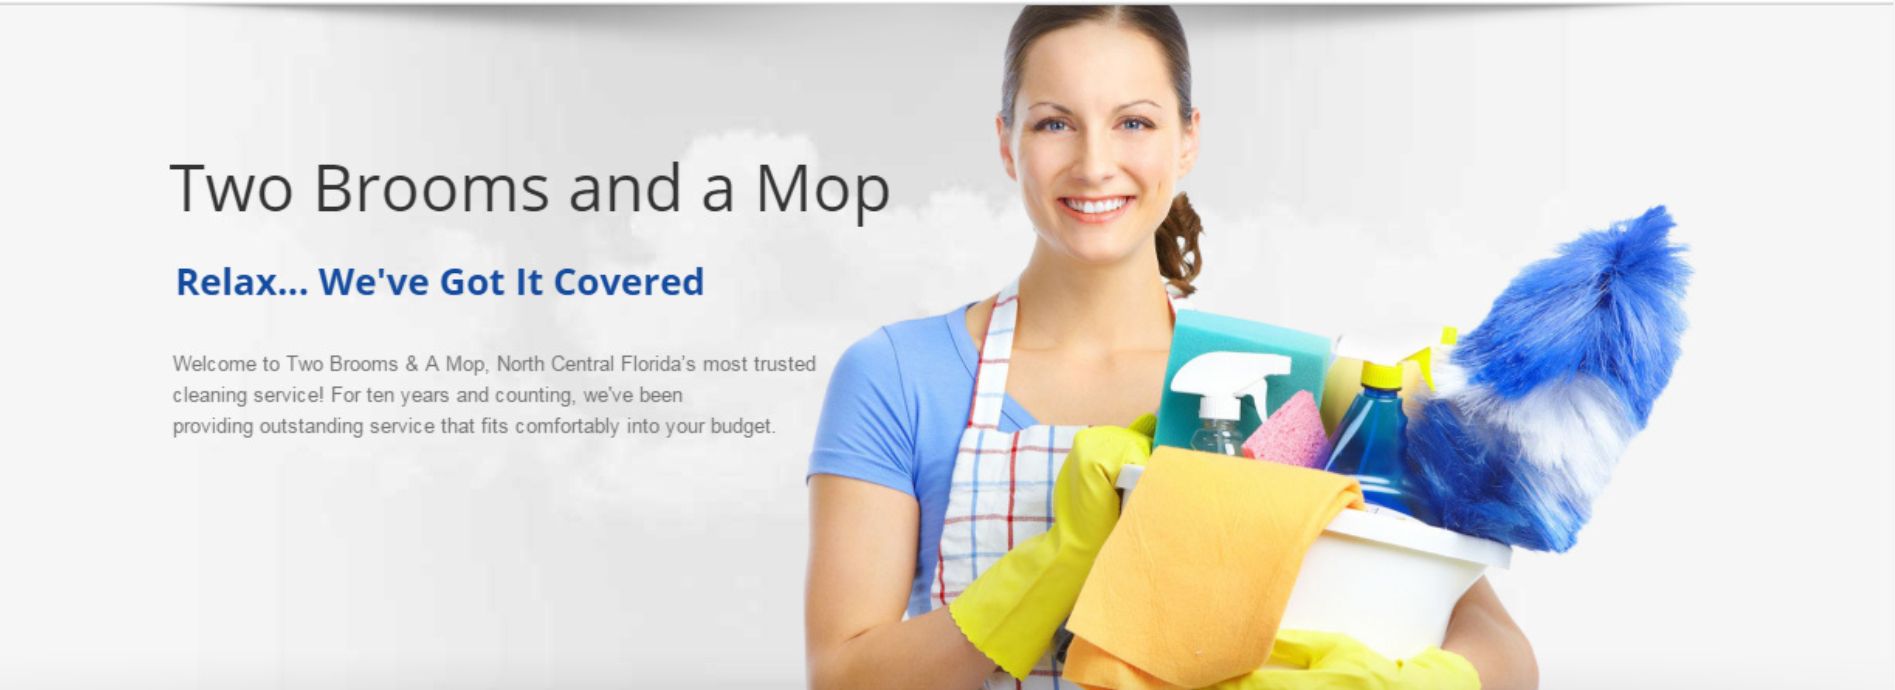 Two Brooms and a Mop
Relax... We've Got It Covered
Welcome to Two Brooms & A Mop, North Central Florida’s most trusted
cleaning service! For ten years and counting, we've been
providing outstanding service that fits comfortably into your budget.